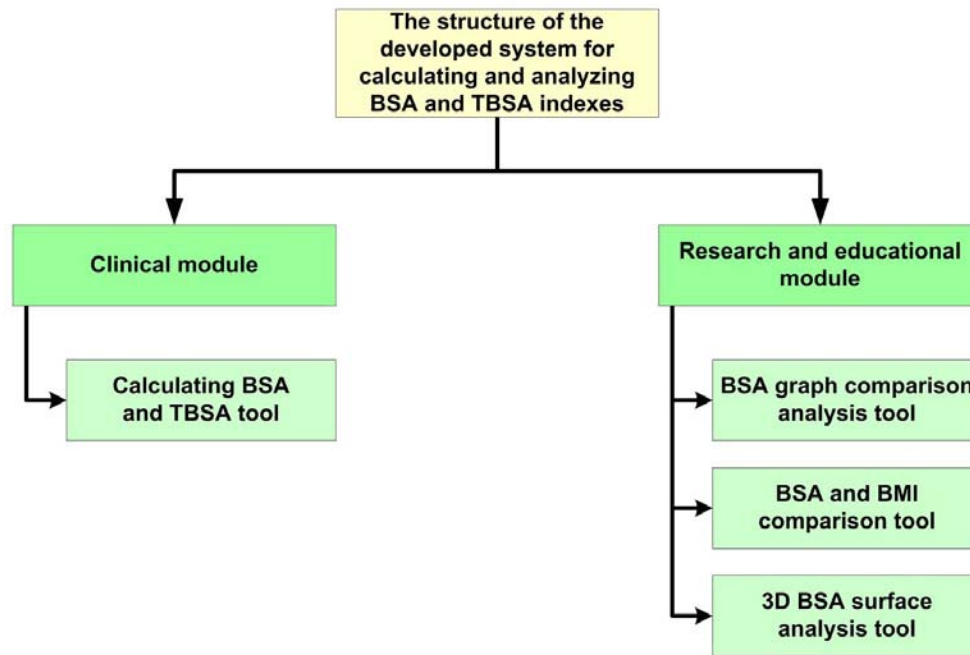 The structure of the
developed system for
calculating and analyzing
BSA and TBSA indexes
Clinical module
Calculating BSA
and TBSA tool
Research and educational
module
BSA graph comparison
analysis tool
BSA and BMI
comparison tool
3D BSA surface
analysis tool